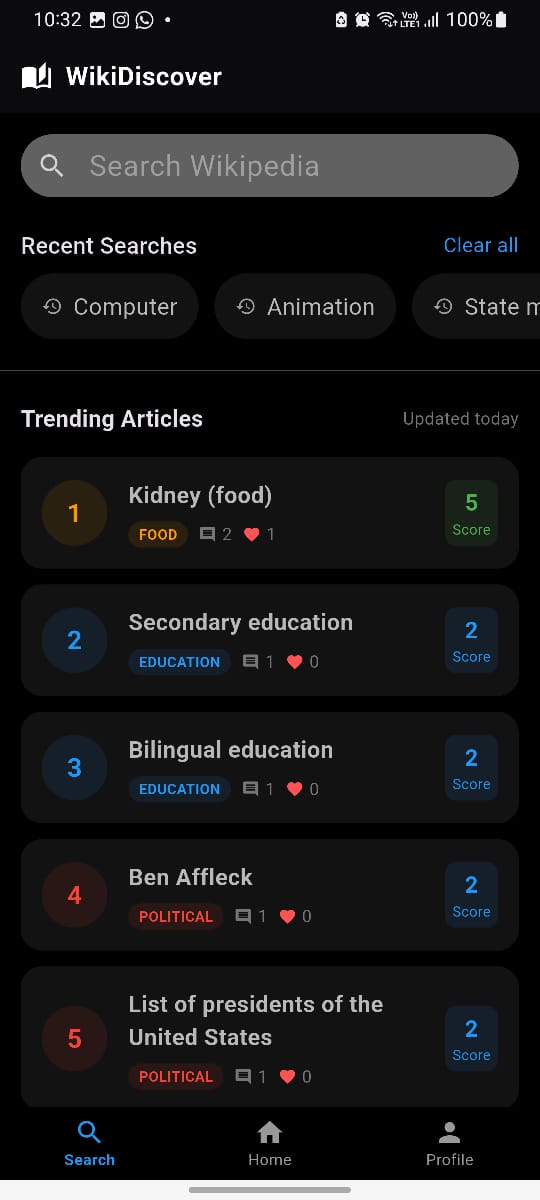 10:32 Vo)) LTE1 100%
WikiDiscover
Search Wikipedia
Recent Searches Clear all
Computer Animation State m
Trending Articles Updated today
1 Kidney (food) 5
FOOD 2 1 Score
2 Secondary education 2
EDUCATION 1 0 Score
3 Bilingual education 2
EDUCATION 1 0 Score
4 Ben Affleck 2
POLITICAL 1 0 Score
List of presidents of the
5 United States 2
POLITICAL 1 0 Score
Search Home Profile